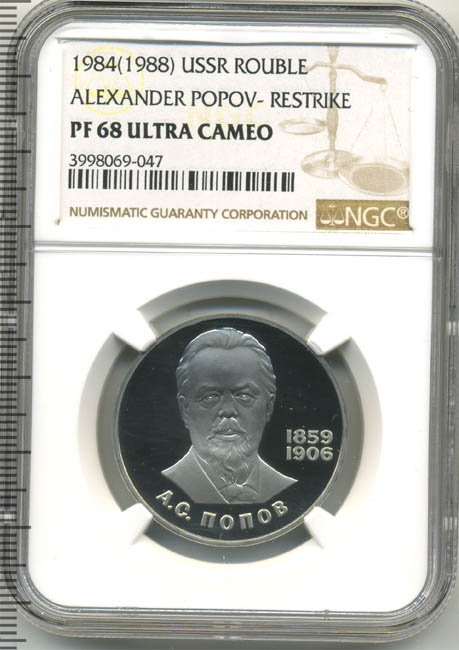 1984(1988) USSR ROUBLE
ALEXANDER POPOV- RESTRIKE
PF 68 ULTRA CAMEO
3998069-047
NUMISMATIC GUARANTY CORPORATION NGC®
1859
1906
А.С. ПОПОВ